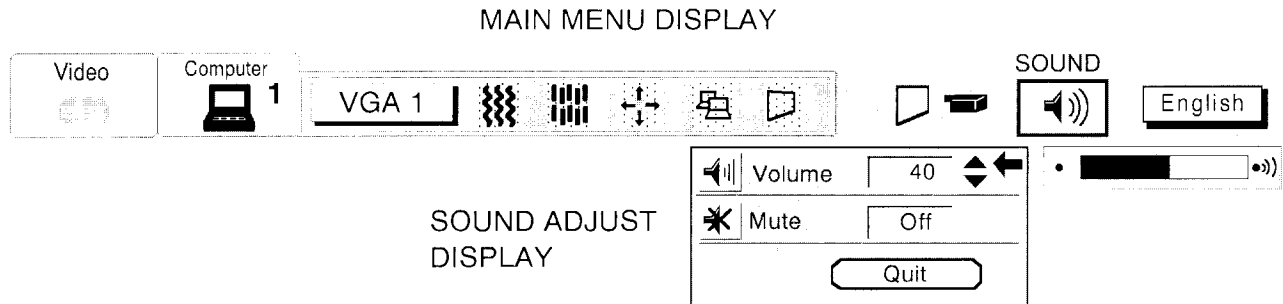 MAIN MENU DISPLAY
Video
Computer
1
VGA 1
SOUND
English
Volume 40
Mute Off
SOUND ADJUST
DISPLAY
Quit